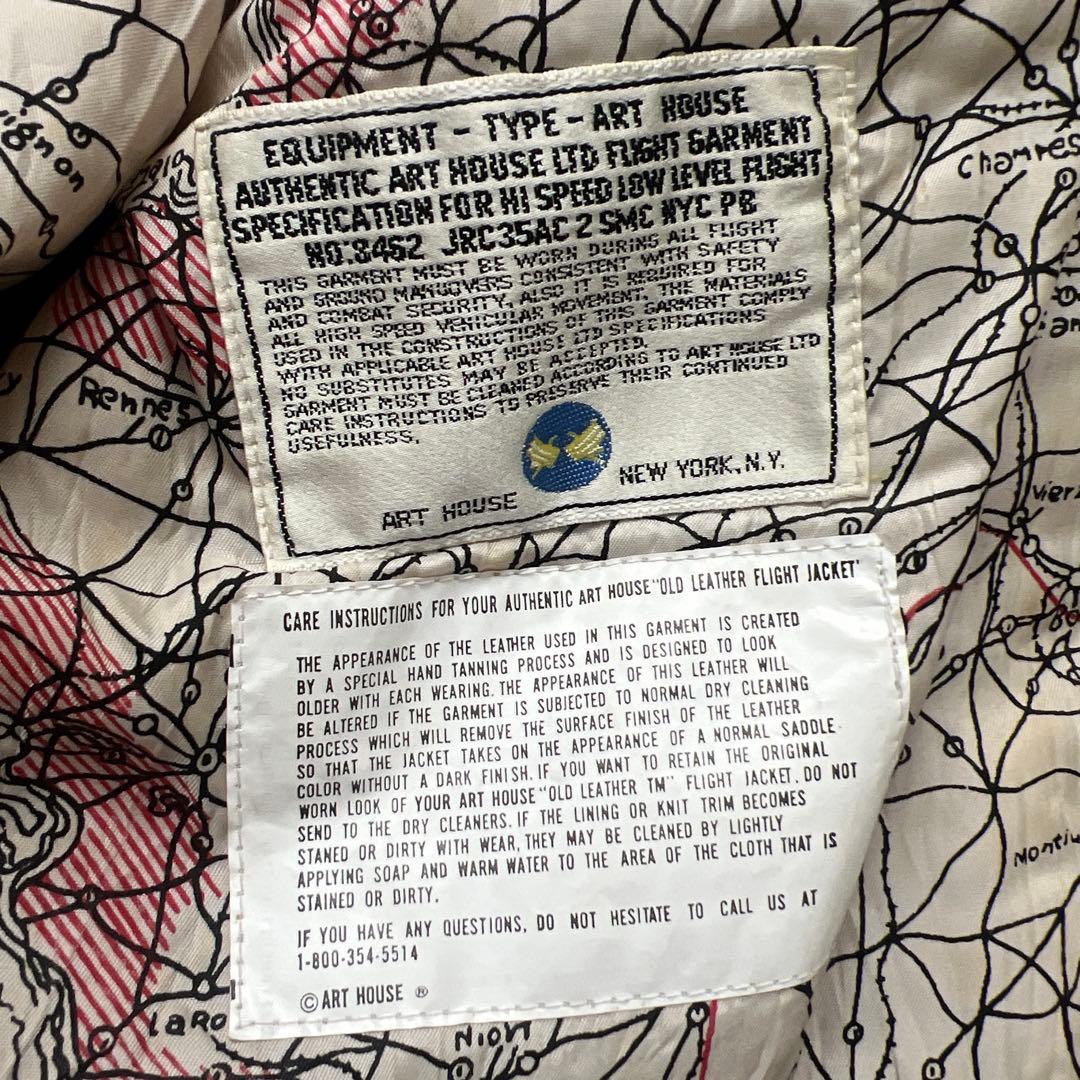 EQUIPMENT - TYPE - ART HOUSE
AUTHENTIC ART HOUSE LTD FLIGHT GARMENT
SPECIFICATION FOR HI SPEED LOW LEVEL FLIGHT
NO.3462 JRC35AC 2 SMC NYC PB
THIS GARMENT MUST BE WORN DURING ALL FLIGHT
AND GROUND MANUOVERS CONSISTENT WITH SAFETY
AND COMBAT SECURITY, ALSO IT IS REQUIRED FOR
ALL HIGH SPEED VEHICULAR MOVEMENT, THE MATERIALS
USED IN THE CONSTRUCTIONS OF THIS GARMENT COMPLY
WITH APPLICABLE ART HOUSE LTD SPECIFICATIONS
NO SUBSTITUTES MAY BE ACCEPTED.
GARMENT MUST BE CLEANED ACCORDING TO ART HOUSE LTD
CARE INSTRUCTIONS TO PRESERVE THEIR CONTINUED
USEFULNESS.
ART HOUSE NEW YORK, N.Y.
CARE INSTRUCTIONS FOR YOUR AUTHENTIC ART HOUSE "OLD LEATHER FLIGHT JACKET"
THE APPEARANCE OF THE LEATHER USED IN THIS GARMENT IS CREATED
BY A SPECIAL HAND TANNING PROCESS AND IS DESIGNED TO LOOK
OLDER WITH EACH WEARING. THE APPEARANCE OF THIS LEATHER WILL
BE ALTERED IF THE GARMENT IS SUBJECTED TO NORMAL DRY CLEANING
PROCESS WHICH WILL REMOVE THE SURFACE FINISH OF THE LEATHER
SO THAT THE JACKET TAKES ON THE APPEARANCE OF A NORMAL SADDLE
COLOR WITHOUT A DARK FINISH. IF YOU WANT TO RETAIN THE ORIGINAL
WORN LOOK OF YOUR ART HOUSE "OLD LEATHER TM" FLIGHT JACKET. DO NOT
SEND TO THE DRY CLEANERS. IF THE LINING OR KNIT TRIM BECOMES
STANED OR DIRTY WITH WEAR, THEY MAY BE CLEANED BY LIGHTLY
APPLYING SOAP AND WARM WATER TO THE AREA OF THE CLOTH THAT IS
STAINED OR DIRTY.
IF YOU HAVE ANY QUESTIONS, DO NOT HESITATE TO CALL US AT
1-800-354-5514
© ART HOUSE ®
Rennes
Niort